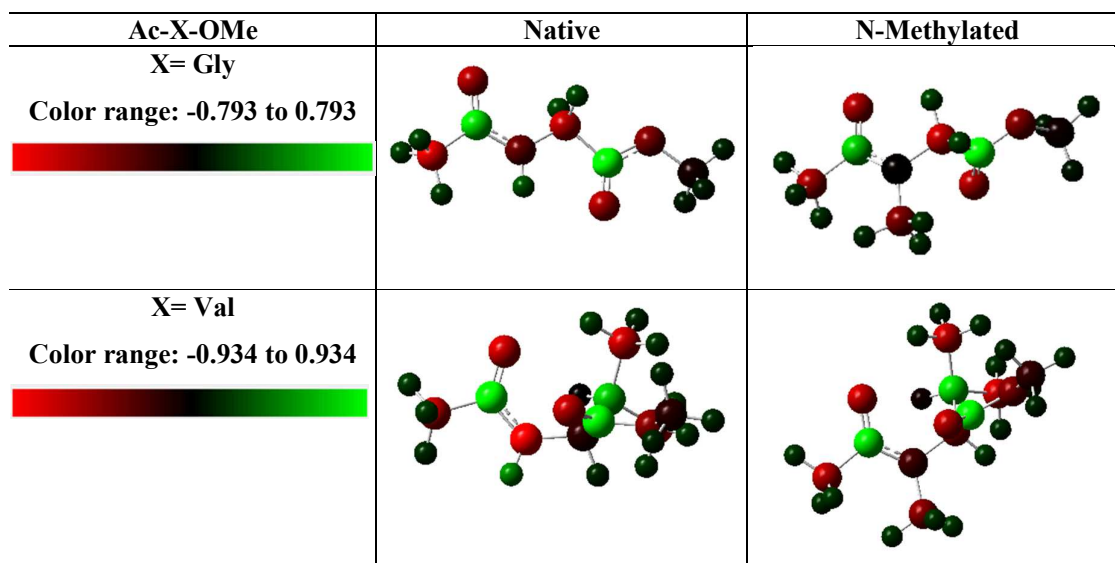 Ac-X-OMe Native N-Methylated
X= Gly
Color range: -0.793 to 0.793
X= Val
Color range: -0.934 to 0.934